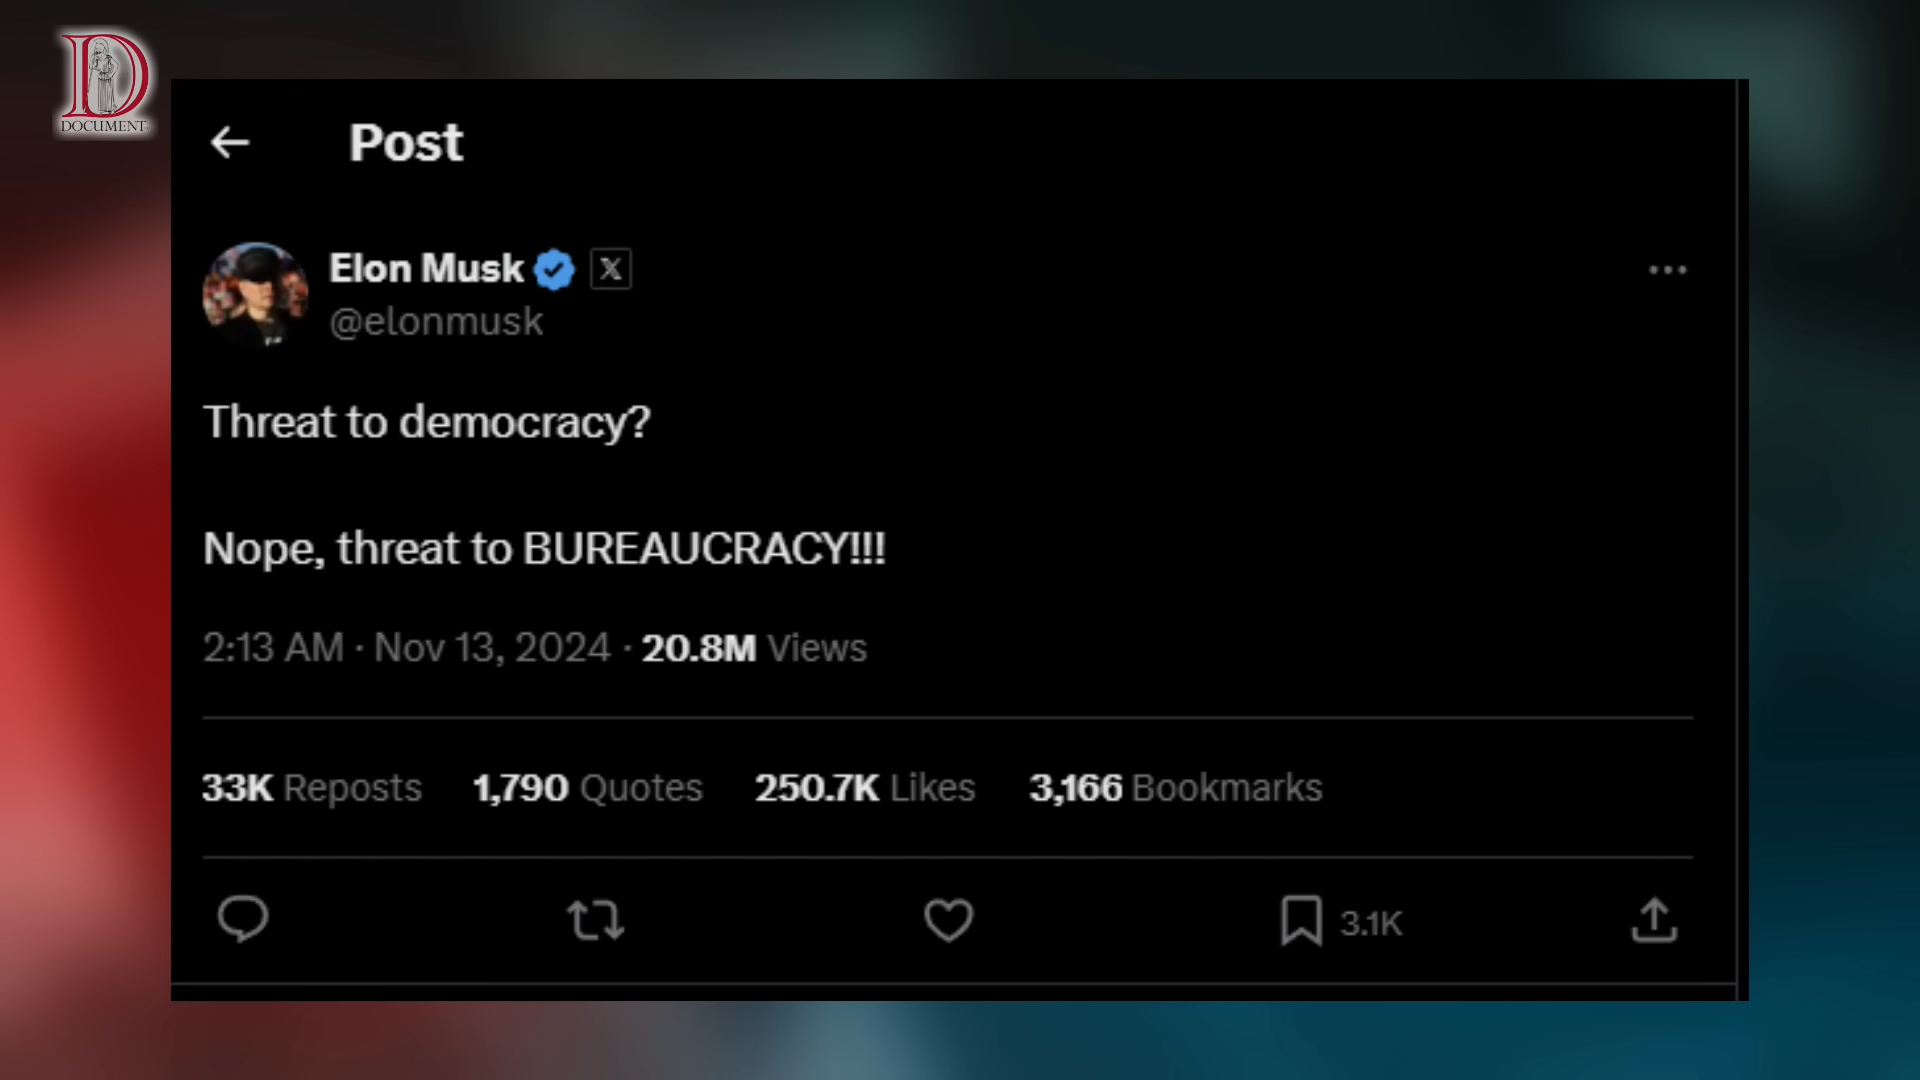 D
DOCUMENT
Post
Elon Musk
X
@elonmusk
Threat to democracy?
Nope, threat to BUREAUCRACY!!!
2:13 AM · Nov 13, 2024 · 20.8M Views
33K Reposts 1,790 Quotes 250.7K Likes 3,166 Bookmarks
3.1K